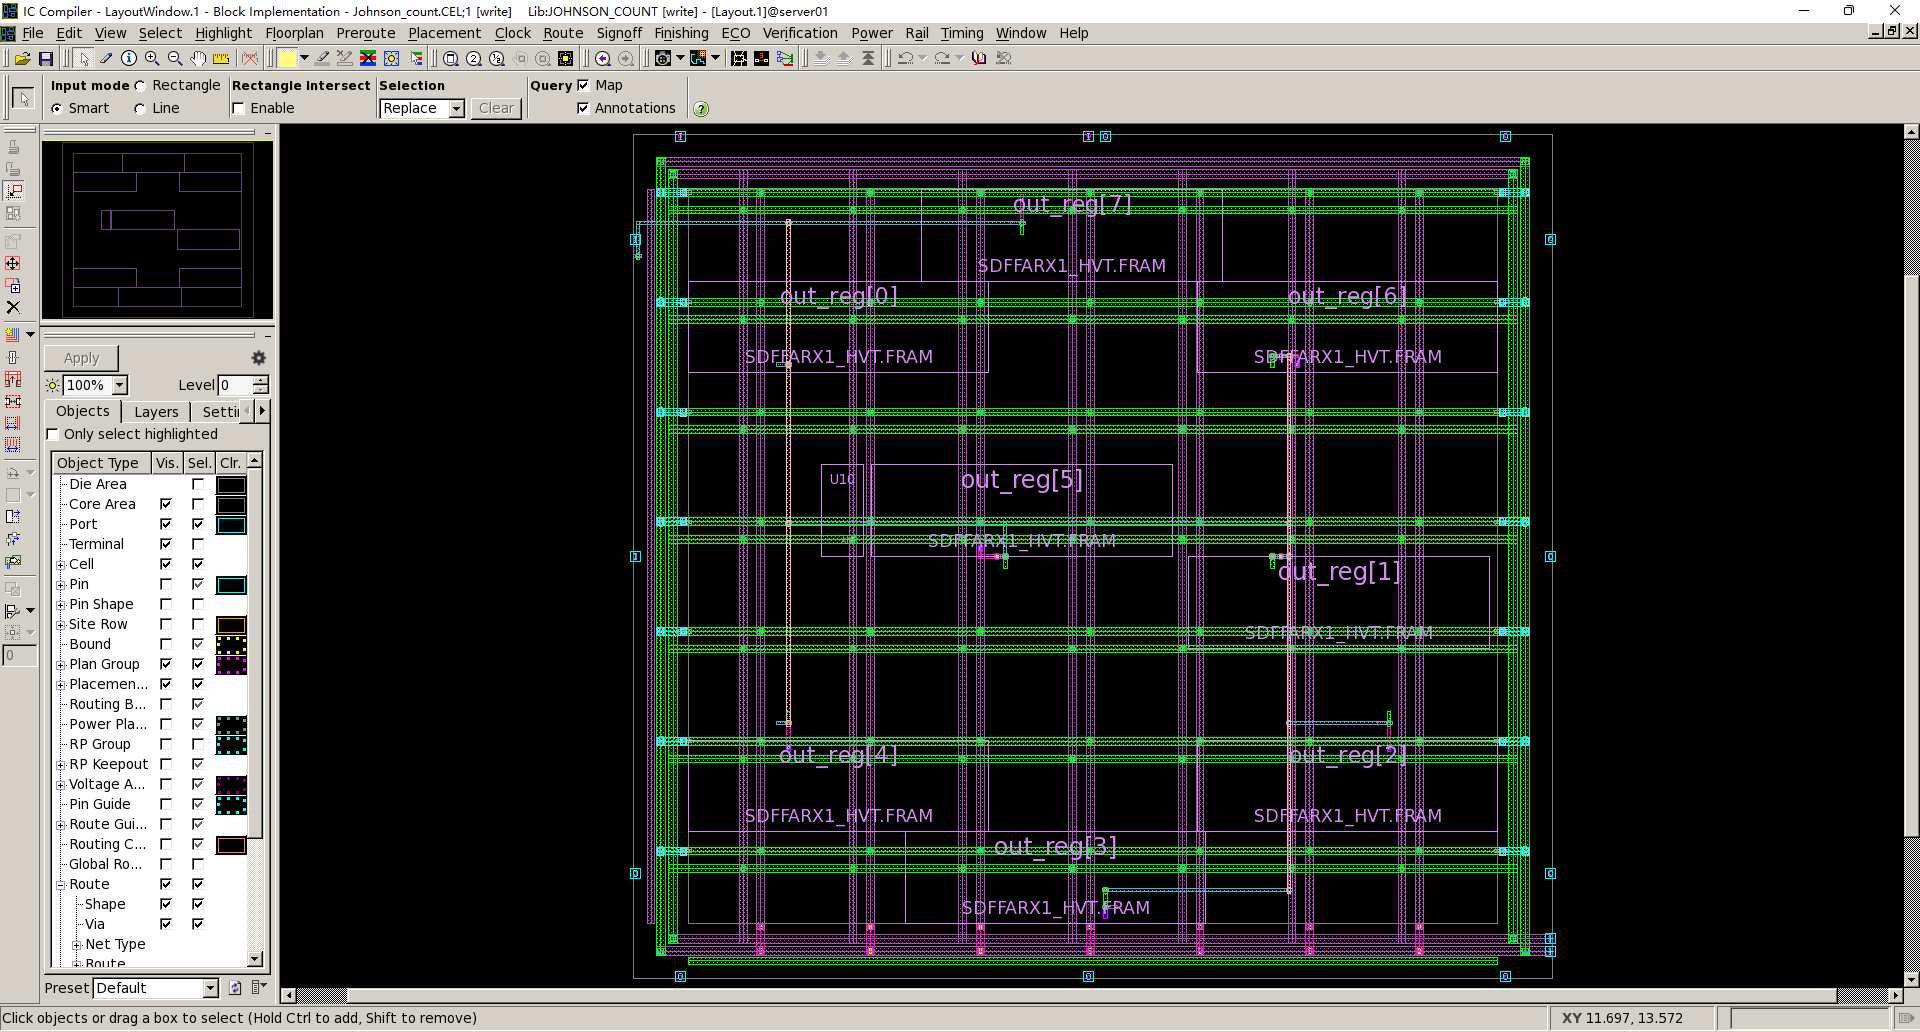 IC Compiler - LayoutWindow.1 - Block Implementation - Johnson_count.CEL;1 [write]    Lib:JOHNSON_COUNT [write] - [Layout.1]@server01
File Edit View Select Highlight Floorplan Preroute Placement Clock Route Signoff Finishing ECO Verification Power Rail Timing Window Help
Input mode Rectangle Rectangle Intersect Selection Query Map
Smart Line Enable Replace Clear Annotations
Apply
100% Level 0
Objects Layers Settin
Only select highlighted
Object Type Vis. Sel. Clr.
Die Area
Core Area
Port
Terminal
Cell
Pin
Pin Shape
Site Row
Bound
Plan Group
Placemen...
Routing B...
Power Pla...
RP Group
RP Keepout
Voltage A...
Pin Guide
Route Gui...
Routing C...
Global Ro...
Route
Shape
Via
Net Type
Route
Preset Default
0
out_reg[7]
SDFFARX1_HVT.FRAM
out_reg[0] out_reg[6]
SDFFARX1_HVT.FRAM SDFFARX1_HVT.FRAM
U10 out_reg[5]
SDFFARX1_HVT.FRAM
out_reg[1]
SDFFARX1_HVT.FRAM
out_reg[4] out_reg[2]
SDFFARX1_HVT.FRAM SDFFARX1_HVT.FRAM
out_reg[3]
SDFFARX1_HVT.FRAM
Click objects or drag a box to select (Hold Ctrl to add, Shift to remove)
XY 11.697, 13.572